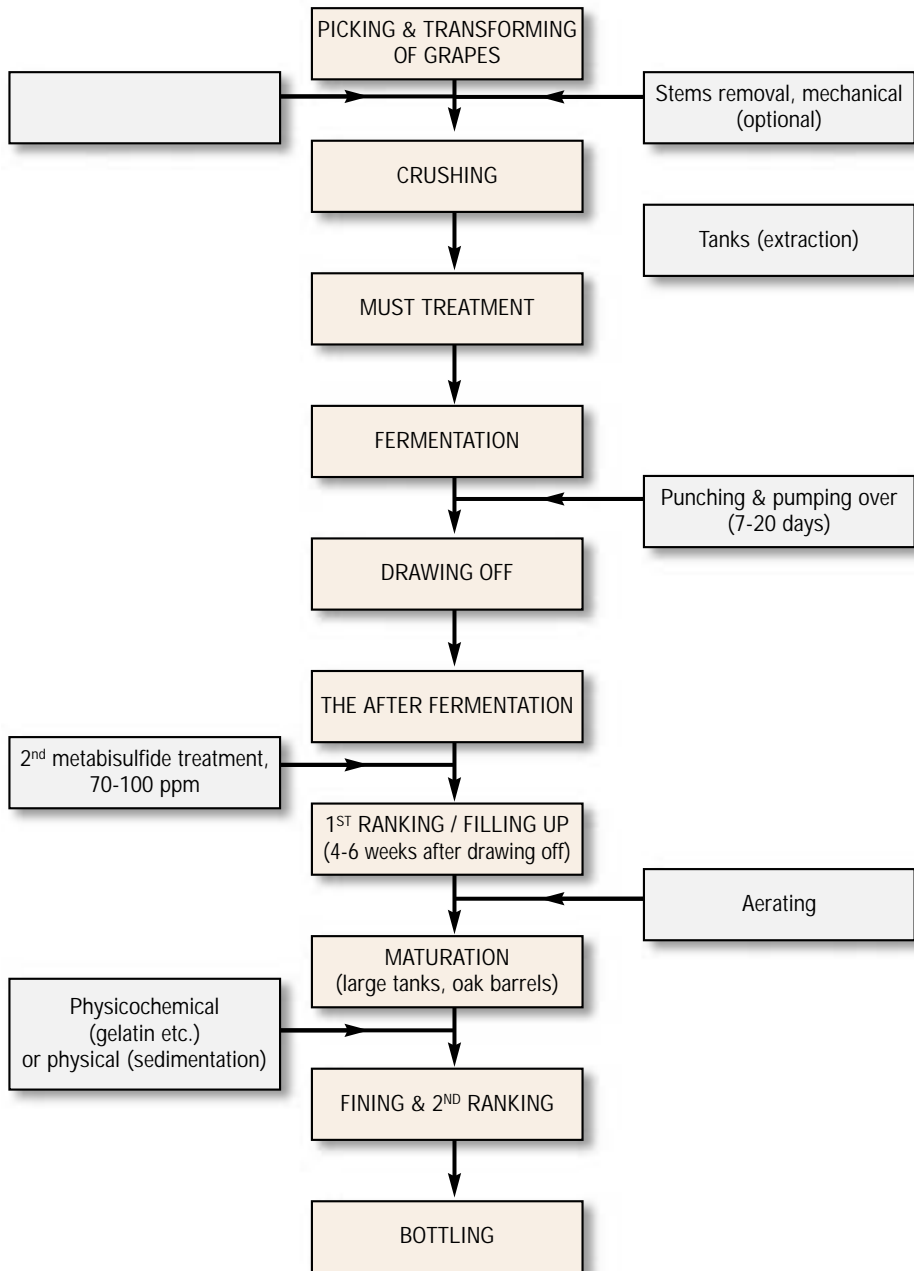 PICKING & TRANSFORMING
OF GRAPES
Stems removal, mechanical
(optional)
CRUSHING
Tanks (extraction)
MUST TREATMENT
FERMENTATION
Punching & pumping over
(7-20 days)
DRAWING OFF
THE AFTER FERMENTATION
2nd metabisulfide treatment,
70-100 ppm
1ST RANKING / FILLING UP
(4-6 weeks after drawing off)
Aerating
MATURATION
(large tanks, oak barrels)
Physicochemical
(gelatin etc.)
or physical (sedimentation)
FINING & 2ND RANKING
BOTTLING